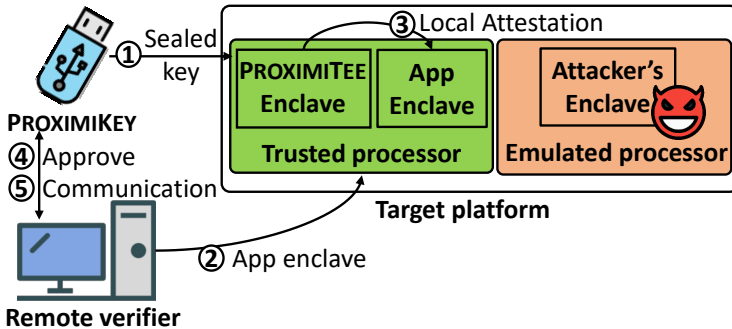 ① Sealed
key
③ Local Attestation
PROXIMITEE
Enclave
App
Enclave
Attacker's
Enclave
PROXIMIKEY
Trusted processor
Emulated processor
④ Approve
⑤ Communication
Target platform
② App enclave
Remote verifier